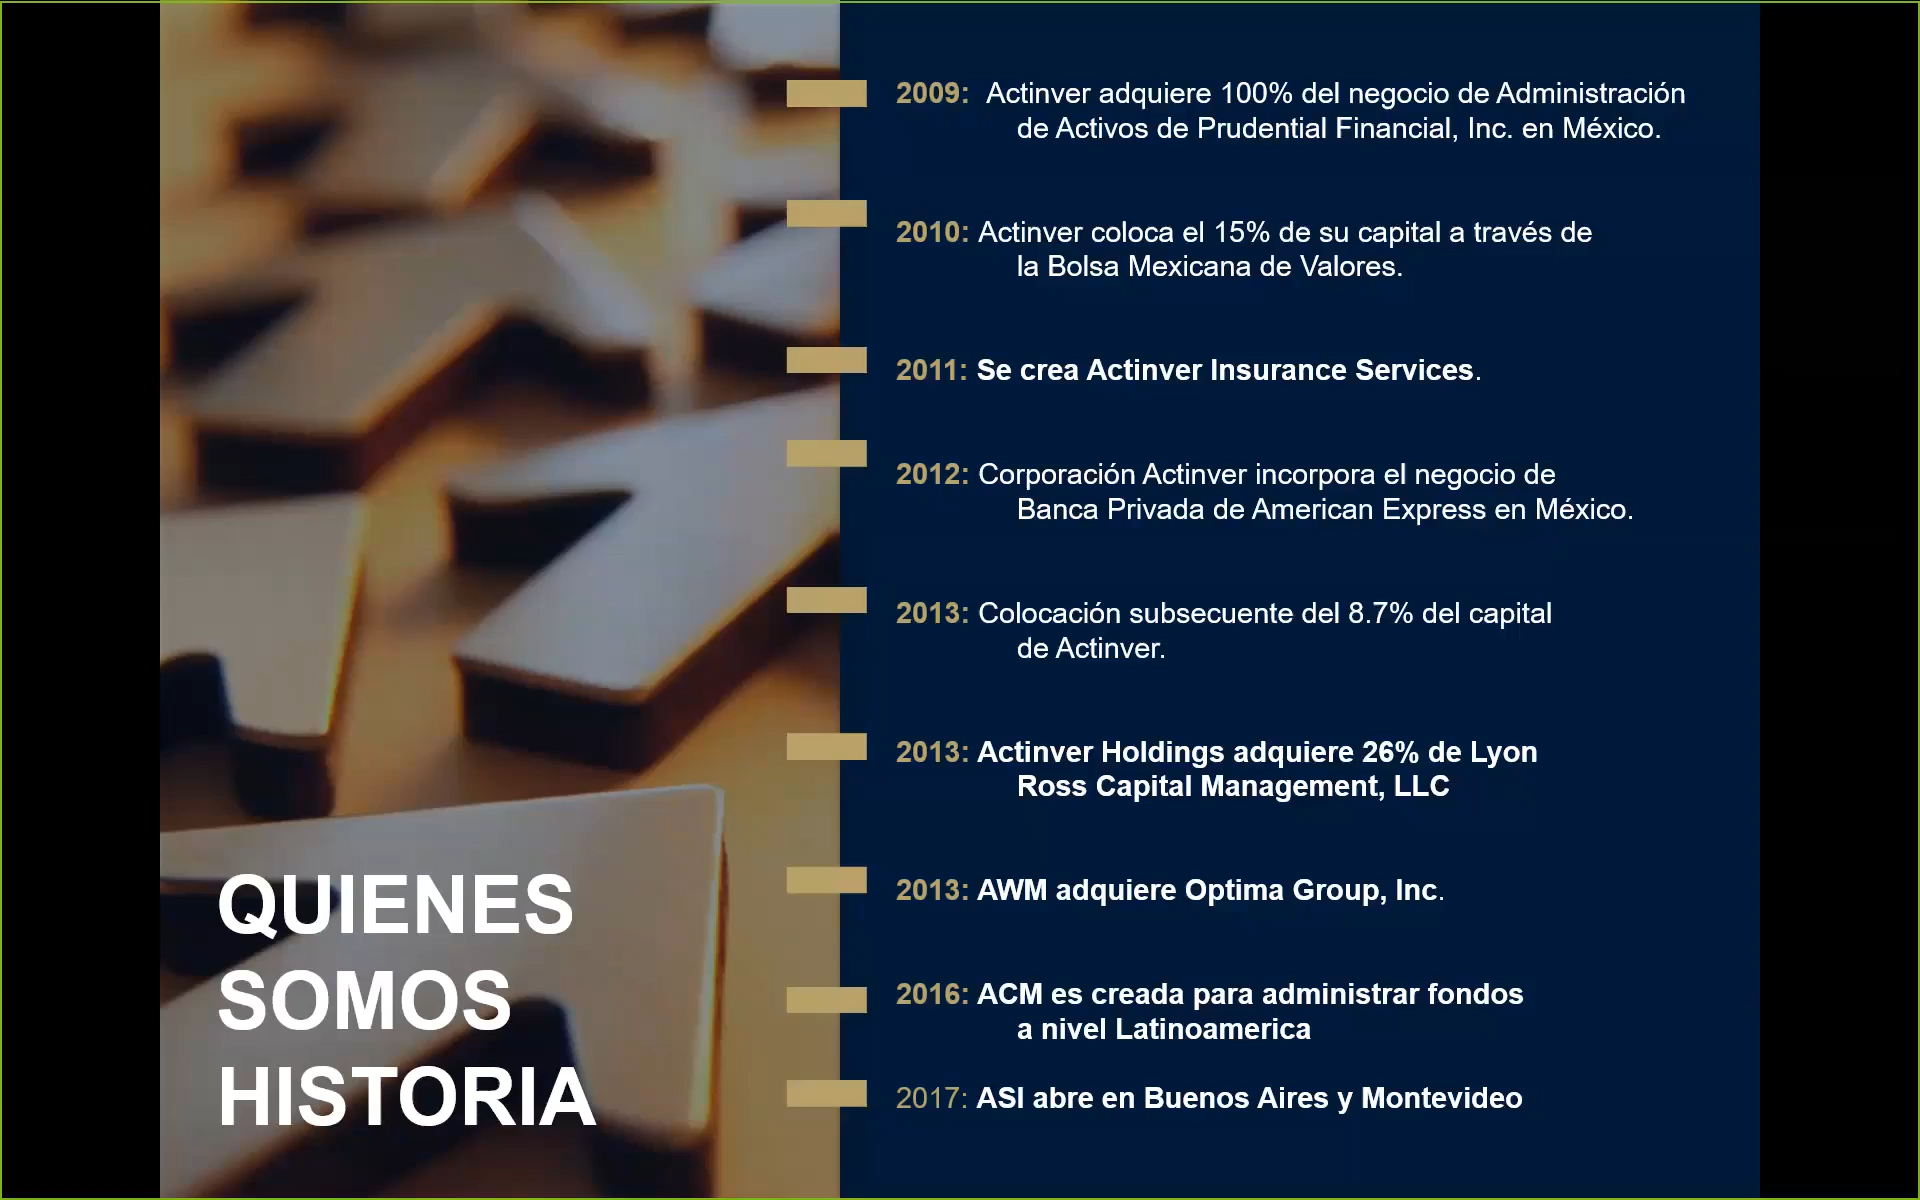 QUIENES
SOMOS
HISTORIA
2009: Actinver adquiere 100% del negocio de Administración
de Activos de Prudential Financial, Inc. en México.
2010: Actinver coloca el 15% de su capital a través de
la Bolsa Mexicana de Valores.
2011: Se crea Actinver Insurance Services.
2012: Corporación Actinver incorpora el negocio de
Banca Privada de American Express en México.
2013: Colocación subsecuente del 8.7% del capital
de Actinver.
2013: Actinver Holdings adquiere 26% de Lyon
Ross Capital Management, LLC
2013: AWM adquiere Optima Group, Inc.
2016: ACM es creada para administrar fondos
a nivel Latinoamerica
2017: ASI abre en Buenos Aires y Montevideo